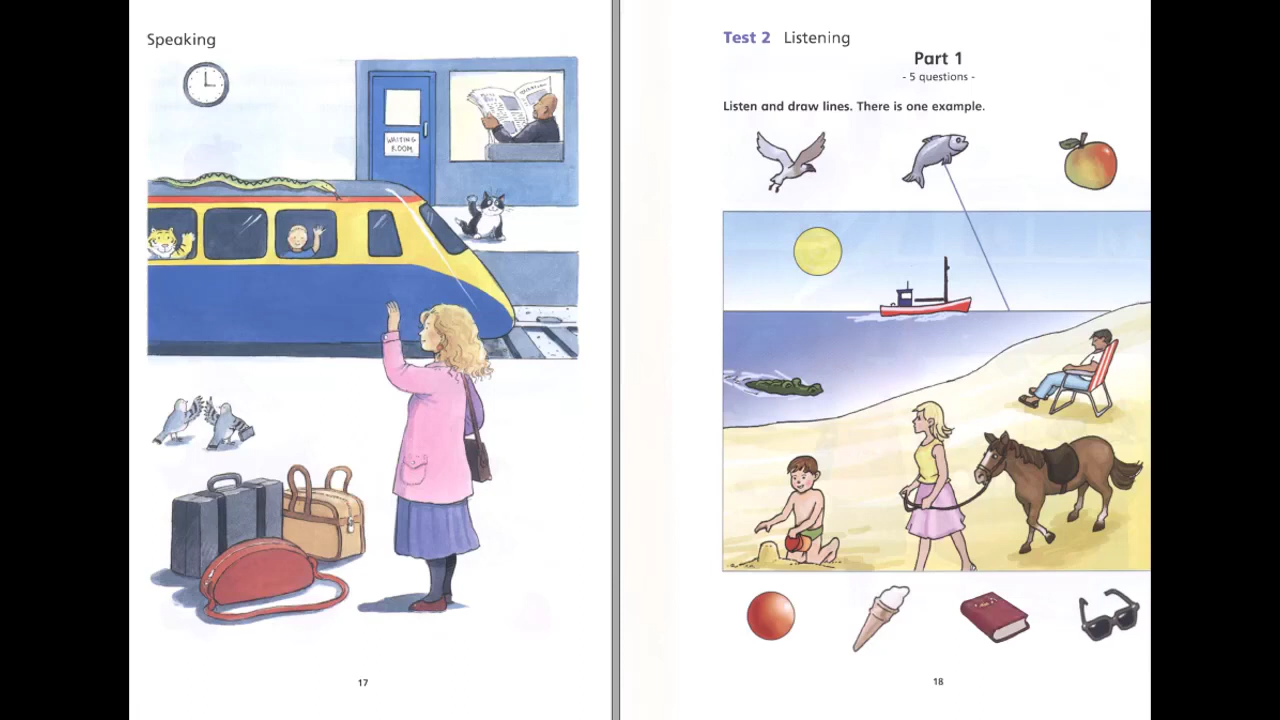 Speaking
WAITING
ROOM
17
Test 2 Listening
Part 1
- 5 questions -
Listen and draw lines. There is one example.
18